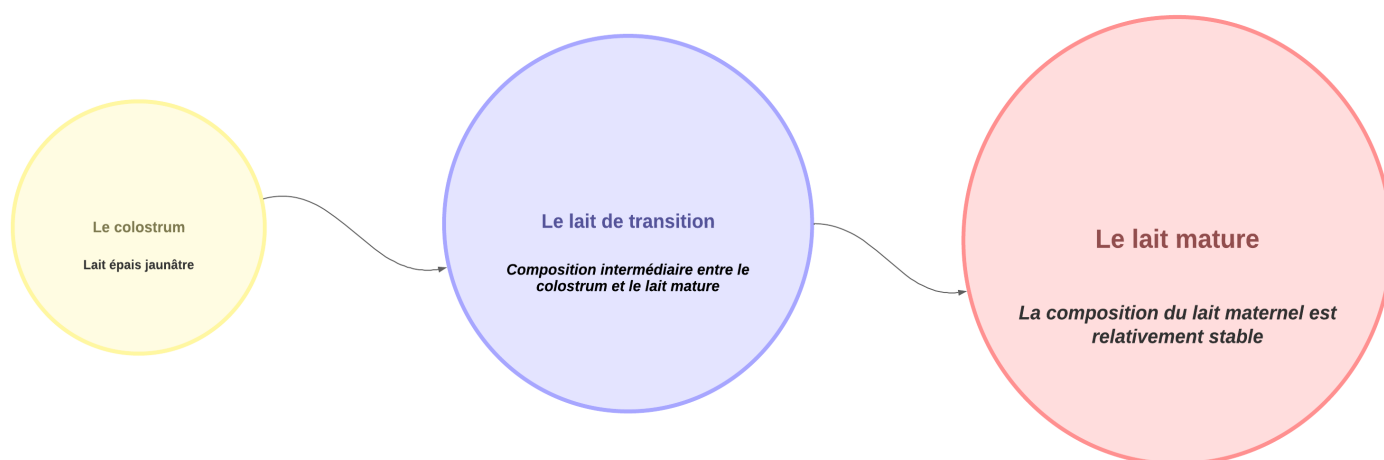 Le colostrum
Lait épais jaunâtre
Le lait de transition
Composition intermédiaire entre le
colostrum et le lait mature
Le lait mature
La composition du lait maternel est
relativement stable